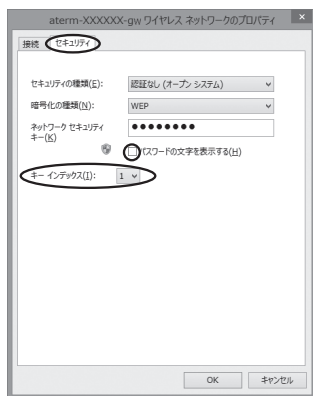 aterm-XXXXXX-gw ワイヤレス ネットワークのプロパティ ×
接続 セキュリティ
セキュリティの種類(E): 認証なし (オープン システム)
暗号化の種類(N): WEP
ネットワーク セキュリティ ●●●●●●●●
キー(K)
パスワードの文字を表示する(H)
キー インデックス(I): 1
OK キャンセル